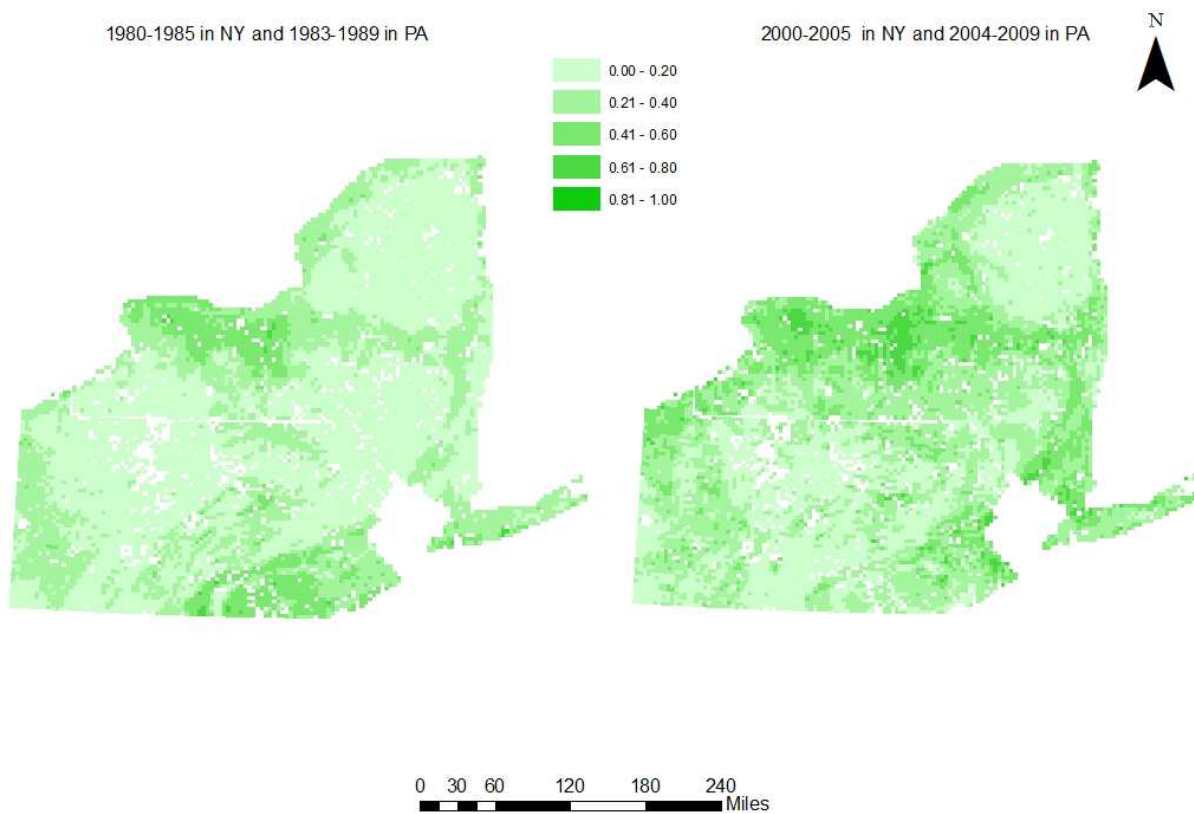 1980-1985 in NY and 1983-1989 in PA
2000-2005 in NY and 2004-2009 in PA
N
0.00 - 0.20
0.21 - 0.40
0.41 - 0.60
0.61 - 0.80
0.81 - 1.00
0 30 60 120 180 240
Miles